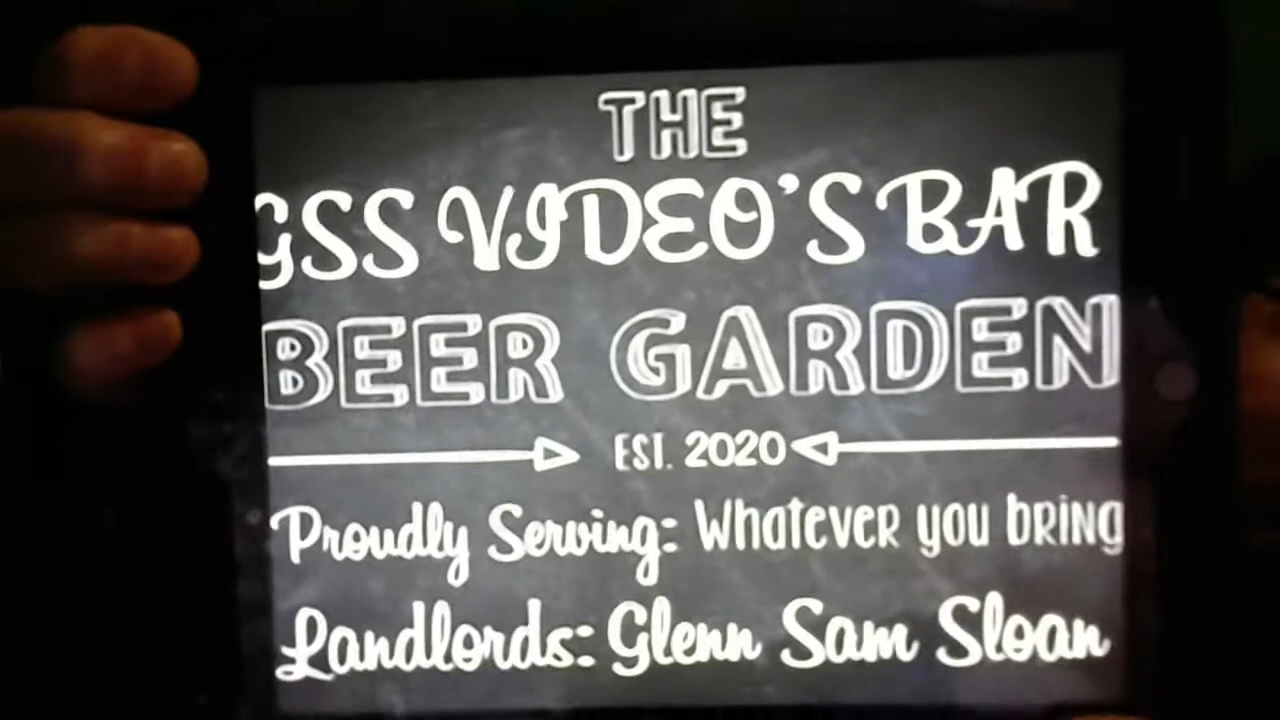 THE
GSS VIDEO'S BAR
BEER GARDEN
EST. 2020
Proudly Serving: Whatever you bring
Landlords: Glenn Sam Sloan